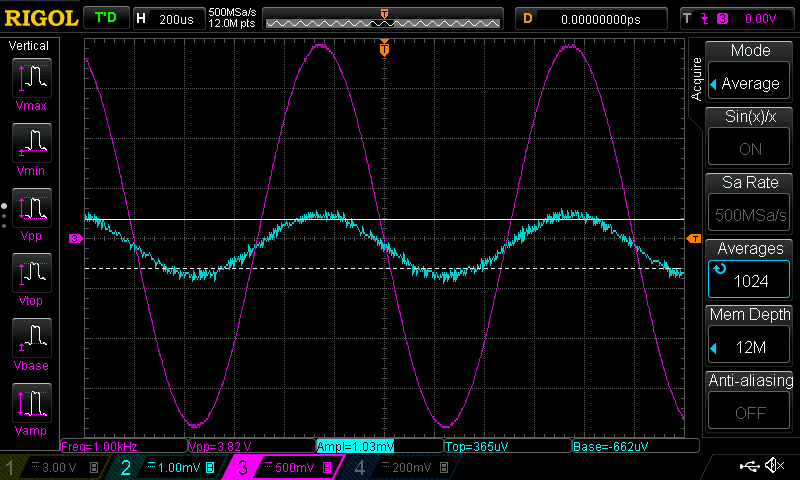 RIGOL T'D H 200us 500MSa/s 12.0M pts T D 0.00000000ps T 3 0.00V
Vertical
Vmax
Vmin
Vpp
Vtop
Vbase
Vamp
3
T
Acquire
Mode
Average
Sin(x)/x
ON
Sa Rate
500MSa/s
Averages
1024
Mem Depth
12M
Anti-aliasing
OFF
Freq=1.00kHz Vpp=3.82 V Ampl=1.03mV Top=365uV Base=-662uV
1 3.00 V B 2 1.00mV B 3 500mV B 4 200mV B